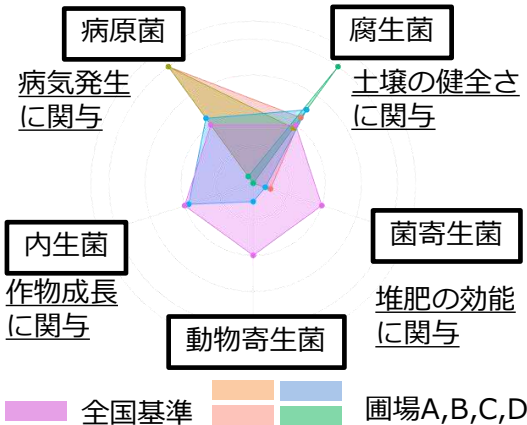 病原菌
腐生菌
病気発生
に関与
土壌の健全さ
に関与
内生菌
菌寄生菌
作物成長
に関与
堆肥の効能
に関与
動物寄生菌
全国基準
圃場A,B,C,D